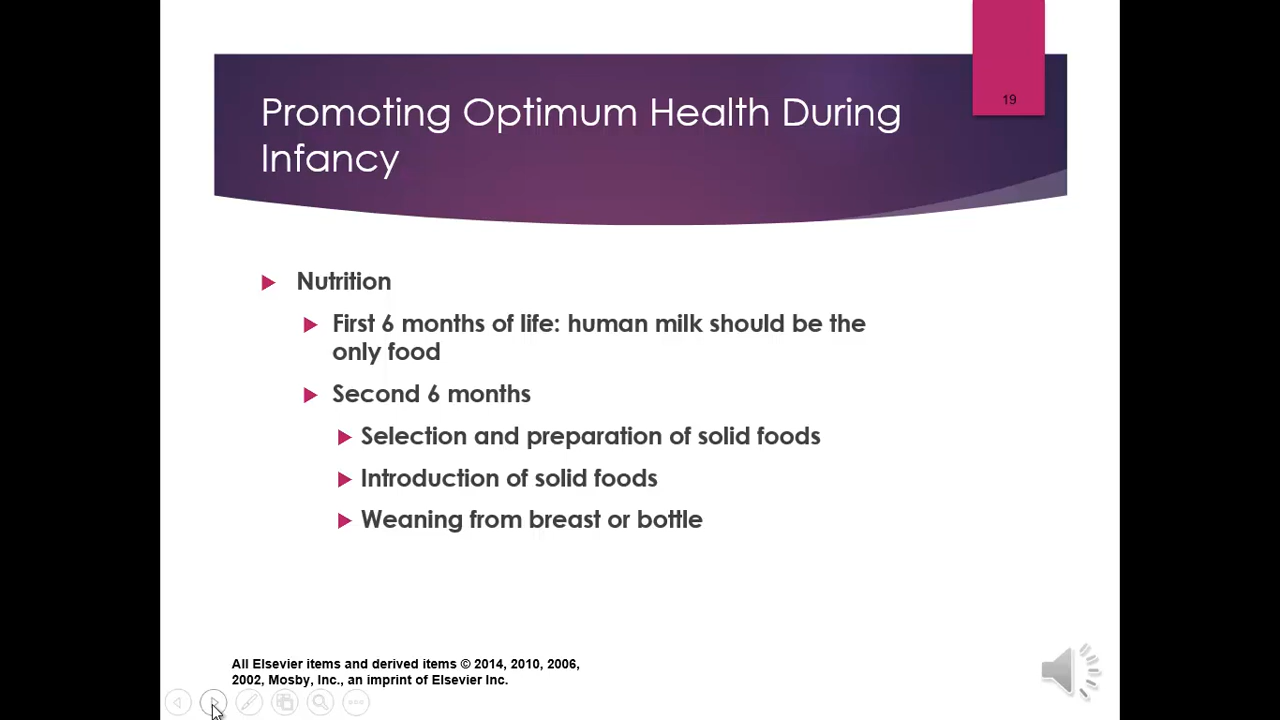 19
Promoting Optimum Health During
Infancy
Nutrition
First 6 months of life: human milk should be the
only food
Second 6 months
Selection and preparation of solid foods
Introduction of solid foods
Weaning from breast or bottle
All Elsevier items and derived items © 2014, 2010, 2006,
2002, Mosby, Inc., an imprint of Elsevier Inc.